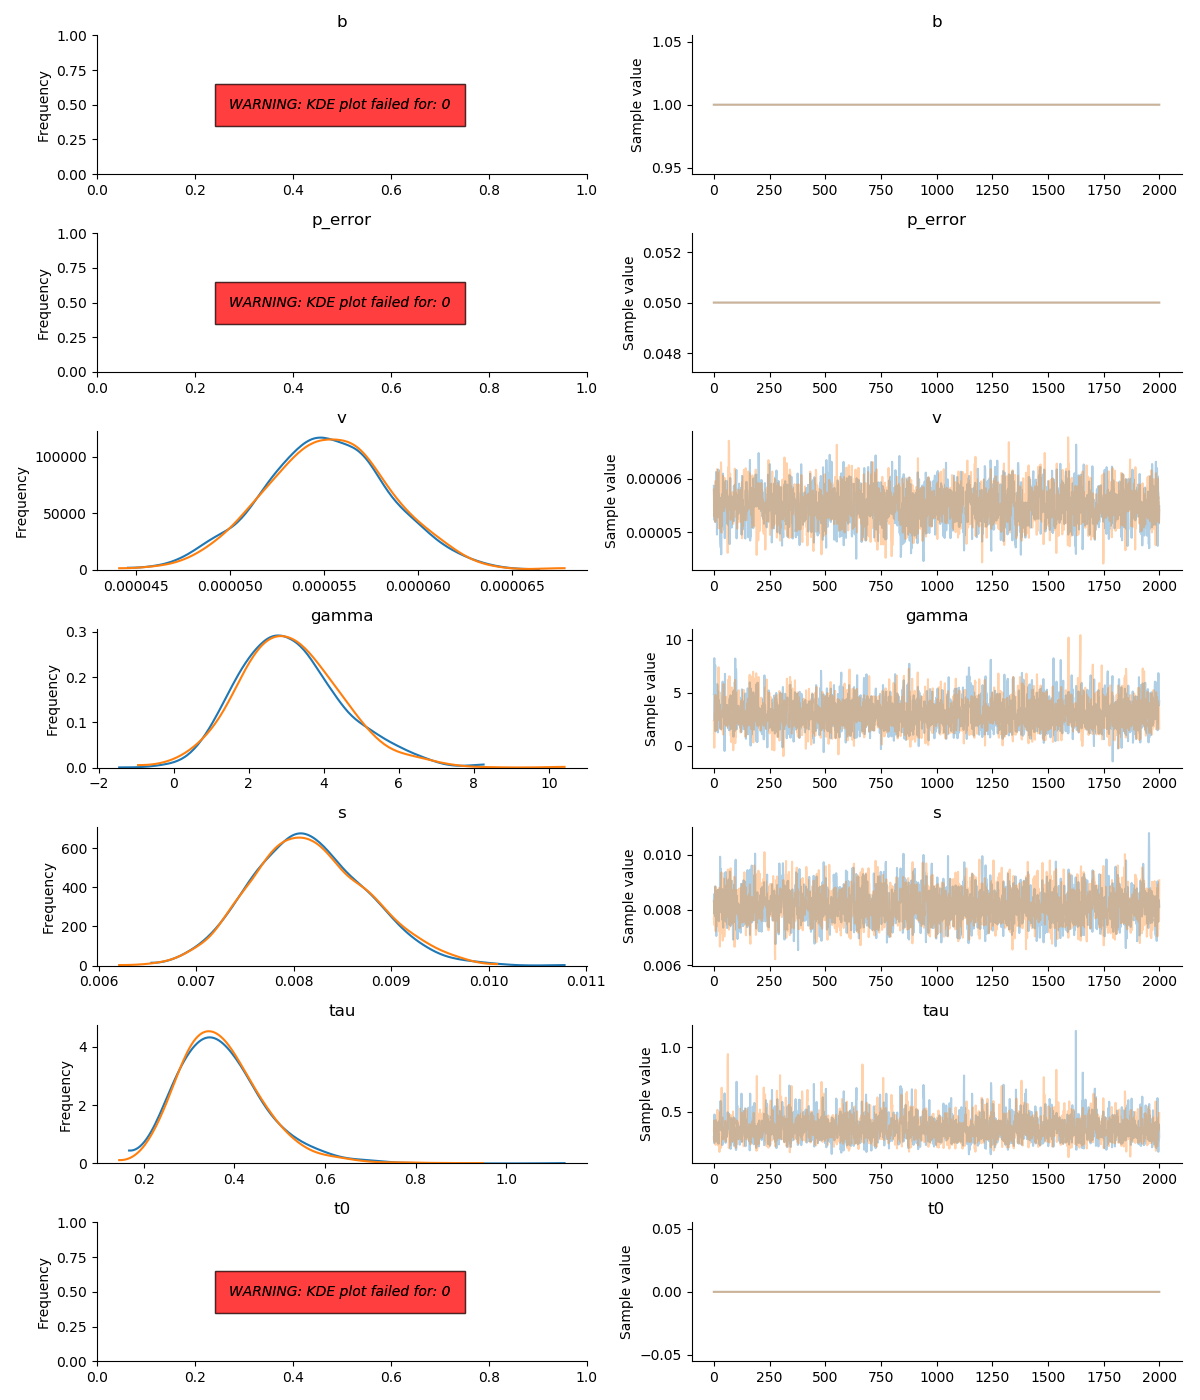 b
1.00
0.75
0.50
0.25
0.00
Frequency
WARNING: KDE plot failed for: 0
0.0 0.2 0.4 0.6 0.8 1.0
b
1.05
1.00
0.95
Sample value
0 250 500 750 1000 1250 1500 1750 2000
p_error
1.00
0.75
0.50
0.25
0.00
Frequency
WARNING: KDE plot failed for: 0
0.0 0.2 0.4 0.6 0.8 1.0
p_error
0.052
0.050
0.048
Sample value
0 250 500 750 1000 1250 1500 1750 2000
v
100000
50000
0
Frequency
0.000045 0.000050 0.000055 0.000060 0.000065
v
0.00006
0.00005
Sample value
0 250 500 750 1000 1250 1500 1750 2000
gamma
0.3
0.2
0.1
0.0
Frequency
−2 0 2 4 6 8 10
gamma
10
5
0
Sample value
0 250 500 750 1000 1250 1500 1750 2000
s
600
400
200
0
Frequency
0.006 0.007 0.008 0.009 0.010 0.011
s
0.010
0.008
0.006
Sample value
0 250 500 750 1000 1250 1500 1750 2000
tau
4
2
0
Frequency
0.2 0.4 0.6 0.8 1.0
tau
1.0
0.5
Sample value
0 250 500 750 1000 1250 1500 1750 2000
t0
1.00
0.75
0.50
0.25
0.00
Frequency
WARNING: KDE plot failed for: 0
0.0 0.2 0.4 0.6 0.8 1.0
t0
0.05
0.00
−0.05
Sample value
0 250 500 750 1000 1250 1500 1750 2000